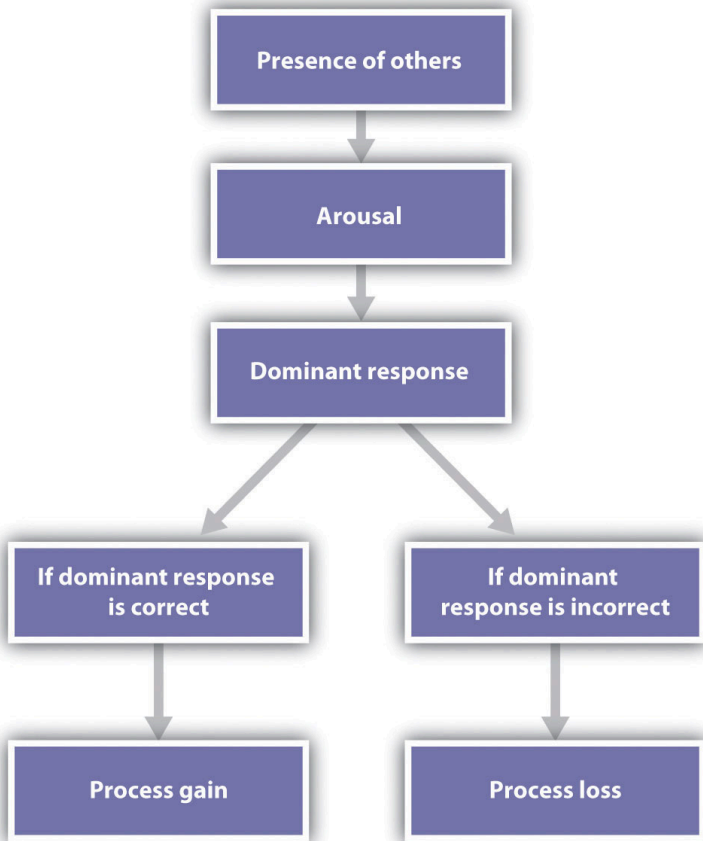 Presence of others
Arousal
Dominant response
If dominant response
is correct
If dominant
response is incorrect
Process gain
Process loss